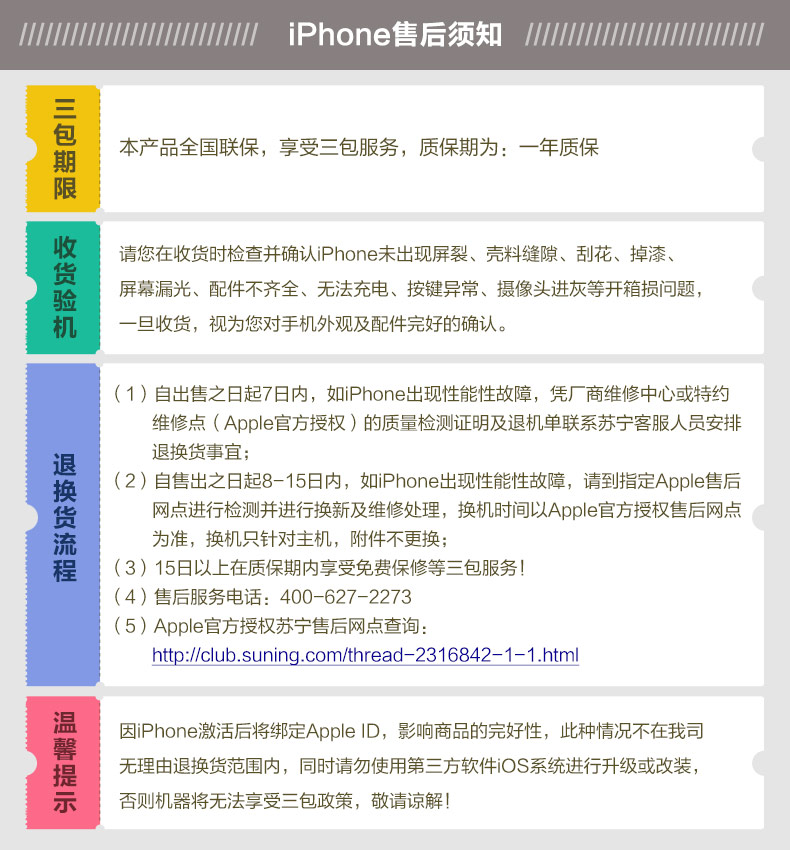 iPhone售后须知
三包期限
本产品全国联保，享受三包服务，质保期为：一年质保
收货验机
请您在收货时检查并确认iPhone未出现屏裂、壳料缝隙、刮花、掉漆、
屏幕漏光、配件不齐全、无法充电、按键异常、摄像头进灰等开箱损问题，
一旦收货，视为您对手机外观及配件完好的确认。
退换货流程
（1）自出售之日起7日内，如iPhone出现性能性故障，凭厂商维修中心或特约
维修点（Apple官方授权）的质量检测证明及退机单联系苏宁客服人员安排
退换货事宜；
（2）自售出之日起8-15日内，如iPhone出现性能性故障，请到指定Apple售后
网点进行检测并进行换新及维修处理，换机时间以Apple官方授权售后网点
为准，换机只针对主机，附件不更换；
（3）15日以上在质保期内享受免费保修等三包服务！
（4）售后服务电话：400-627-2273
（5）Apple官方授权苏宁售后网点查询：
http://club.suning.com/thread-2316842-1-1.html
温馨提示
因iPhone激活后将绑定Apple ID，影响商品的完好性，此种情况不在我司
无理由退换货范围内，同时请勿使用第三方软件iOS系统进行升级或改装，
否则机器将无法享受三包政策，敬请谅解！